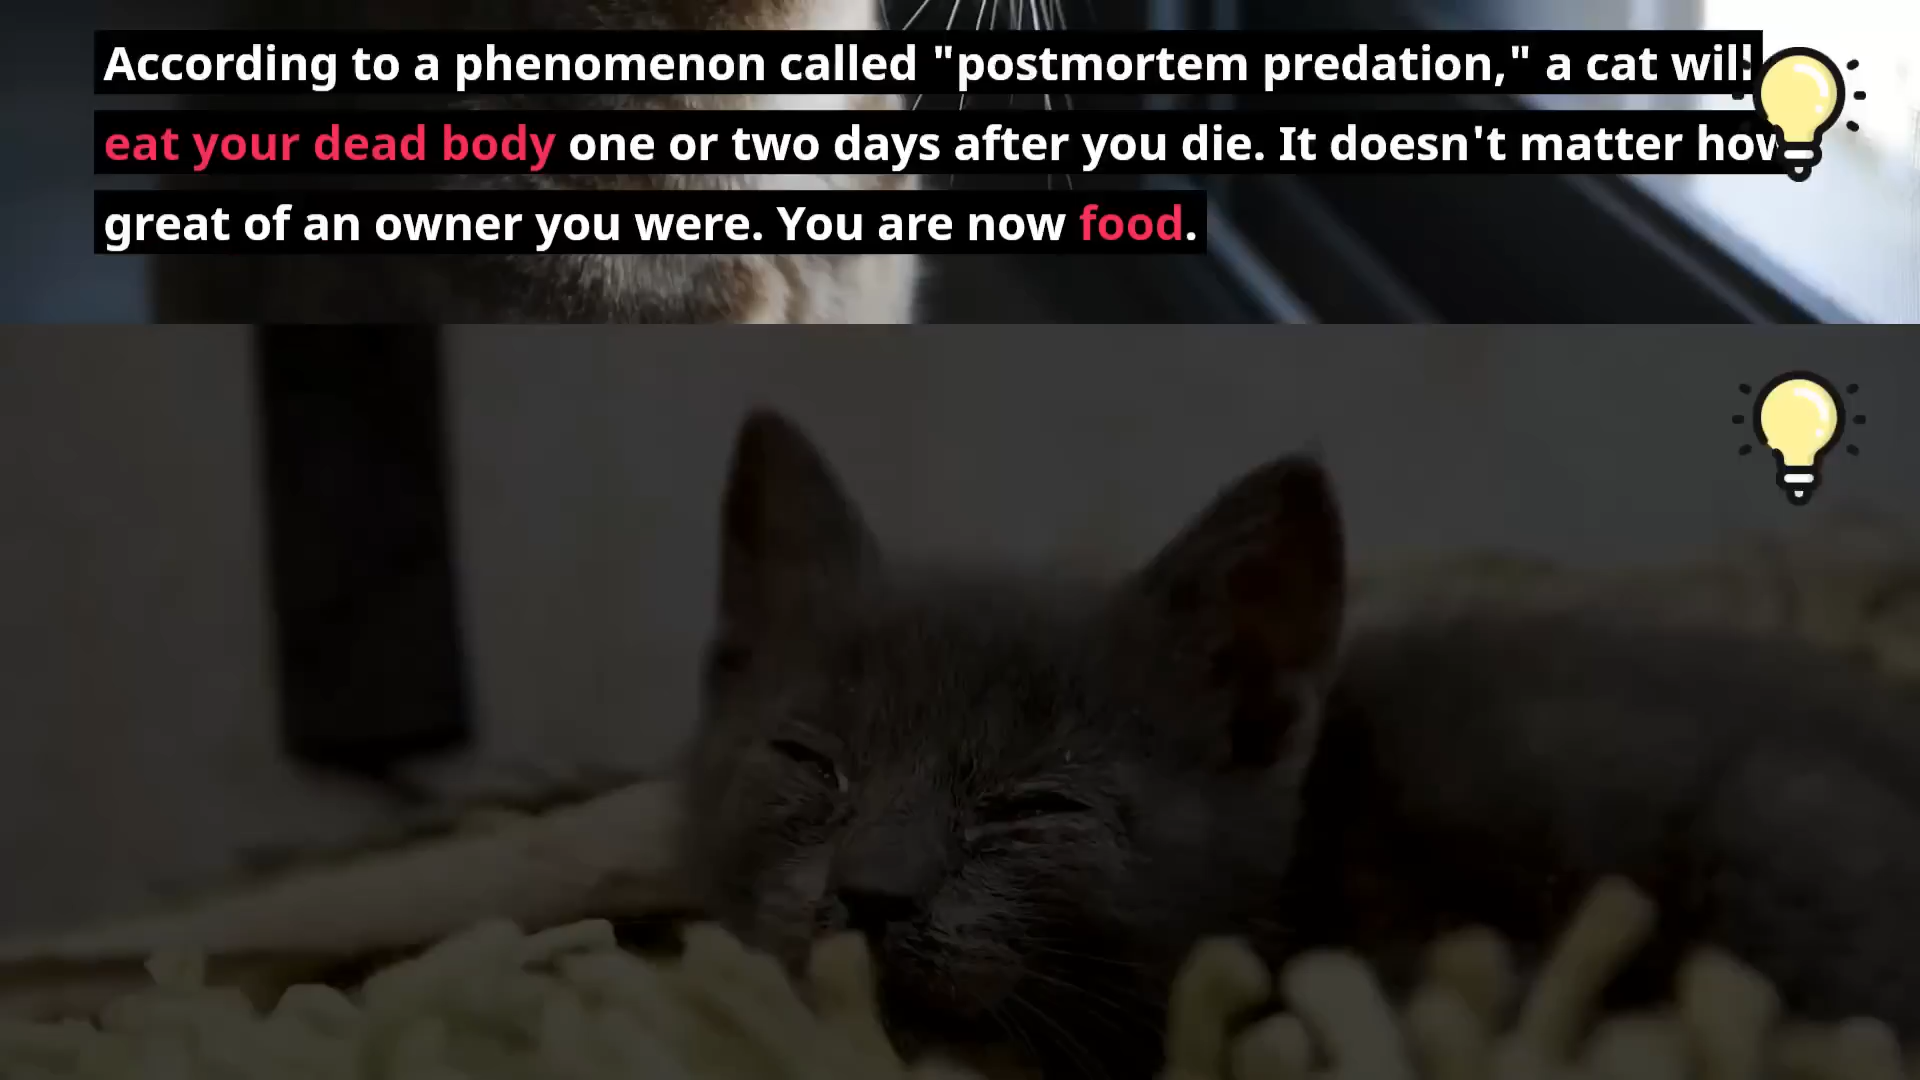 According to a phenomenon called "postmortem predation," a cat will
eat your dead body one or two days after you die. It doesn't matter how
great of an owner you were. You are now food.